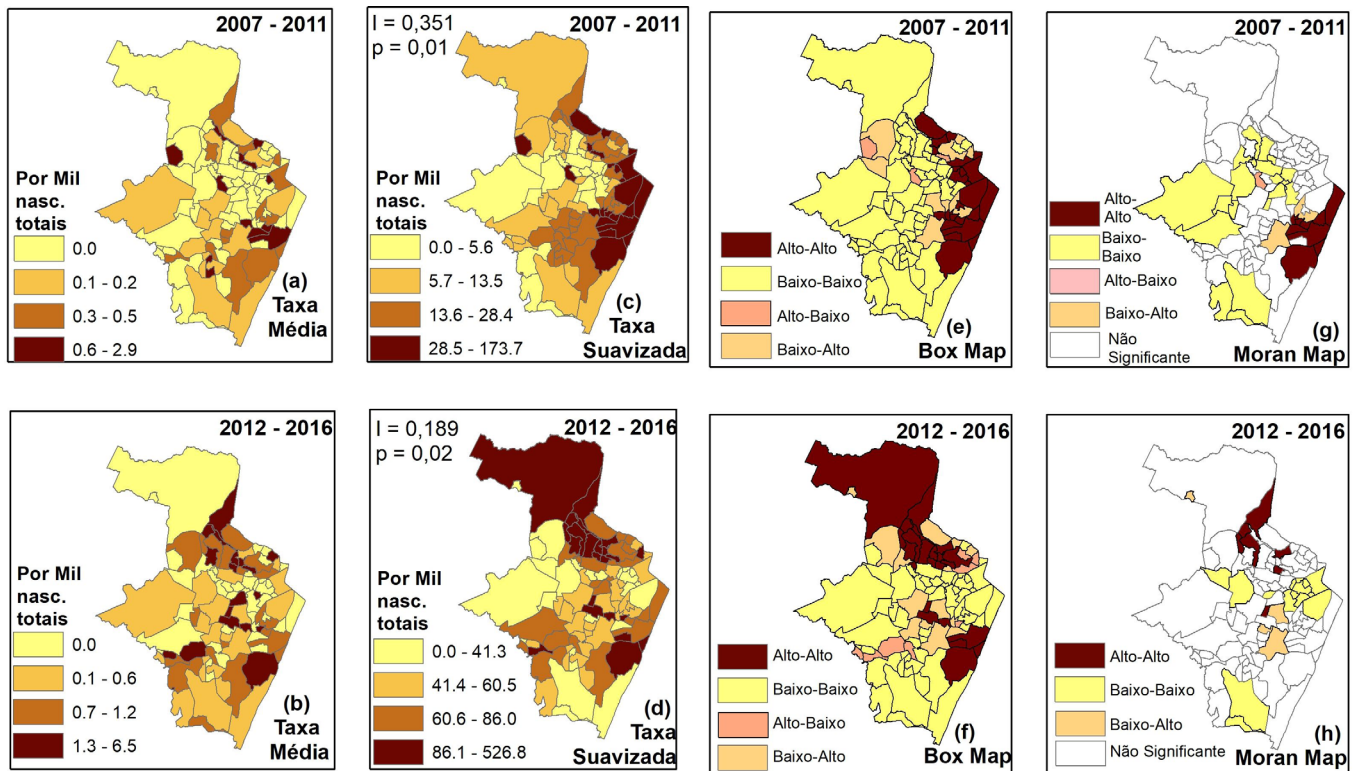 2007 - 2011
Por Mil
nasc.
totais
0.0
0.1 - 0.2
0.3 - 0.5
0.6 - 2.9
(a)
Taxa
Média
2007 - 2011
I = 0,351
p = 0,01
Por Mil
nasc.
totais
0.0 - 5.6
5.7 - 13.5
13.6 - 28.4
28.5 - 173.7
(c)
Taxa
Suavizada
2007 - 2011
Alto-Alto
Baixo-Baixo
Alto-Baixo
Baixo-Alto
(e)
Box Map
2007 - 2011
Alto-
Alto
Baixo-
Baixo
Alto-Baixo
Baixo-Alto
Não
Significante
(g)
Moran Map
2012 - 2016
Por Mil
nasc.
totais
0.0
0.1 - 0.6
0.7 - 1.2
1.3 - 6.5
(b)
Taxa
Média
2012 - 2016
I = 0,189
p = 0,02
Por Mil
nasc.
totais
0.0 - 41.3
41.4 - 60.5
60.6 - 86.0
86.1 - 526.8
(d)
Taxa
Suavizada
2012 - 2016
Alto-Alto
Baixo-Baixo
Alto-Baixo
Baixo-Alto
(f)
Box Map
2012 - 2016
Alto-Alto
Baixo-Baixo
Baixo-Alto
Não Significante
(h)
Moran Map